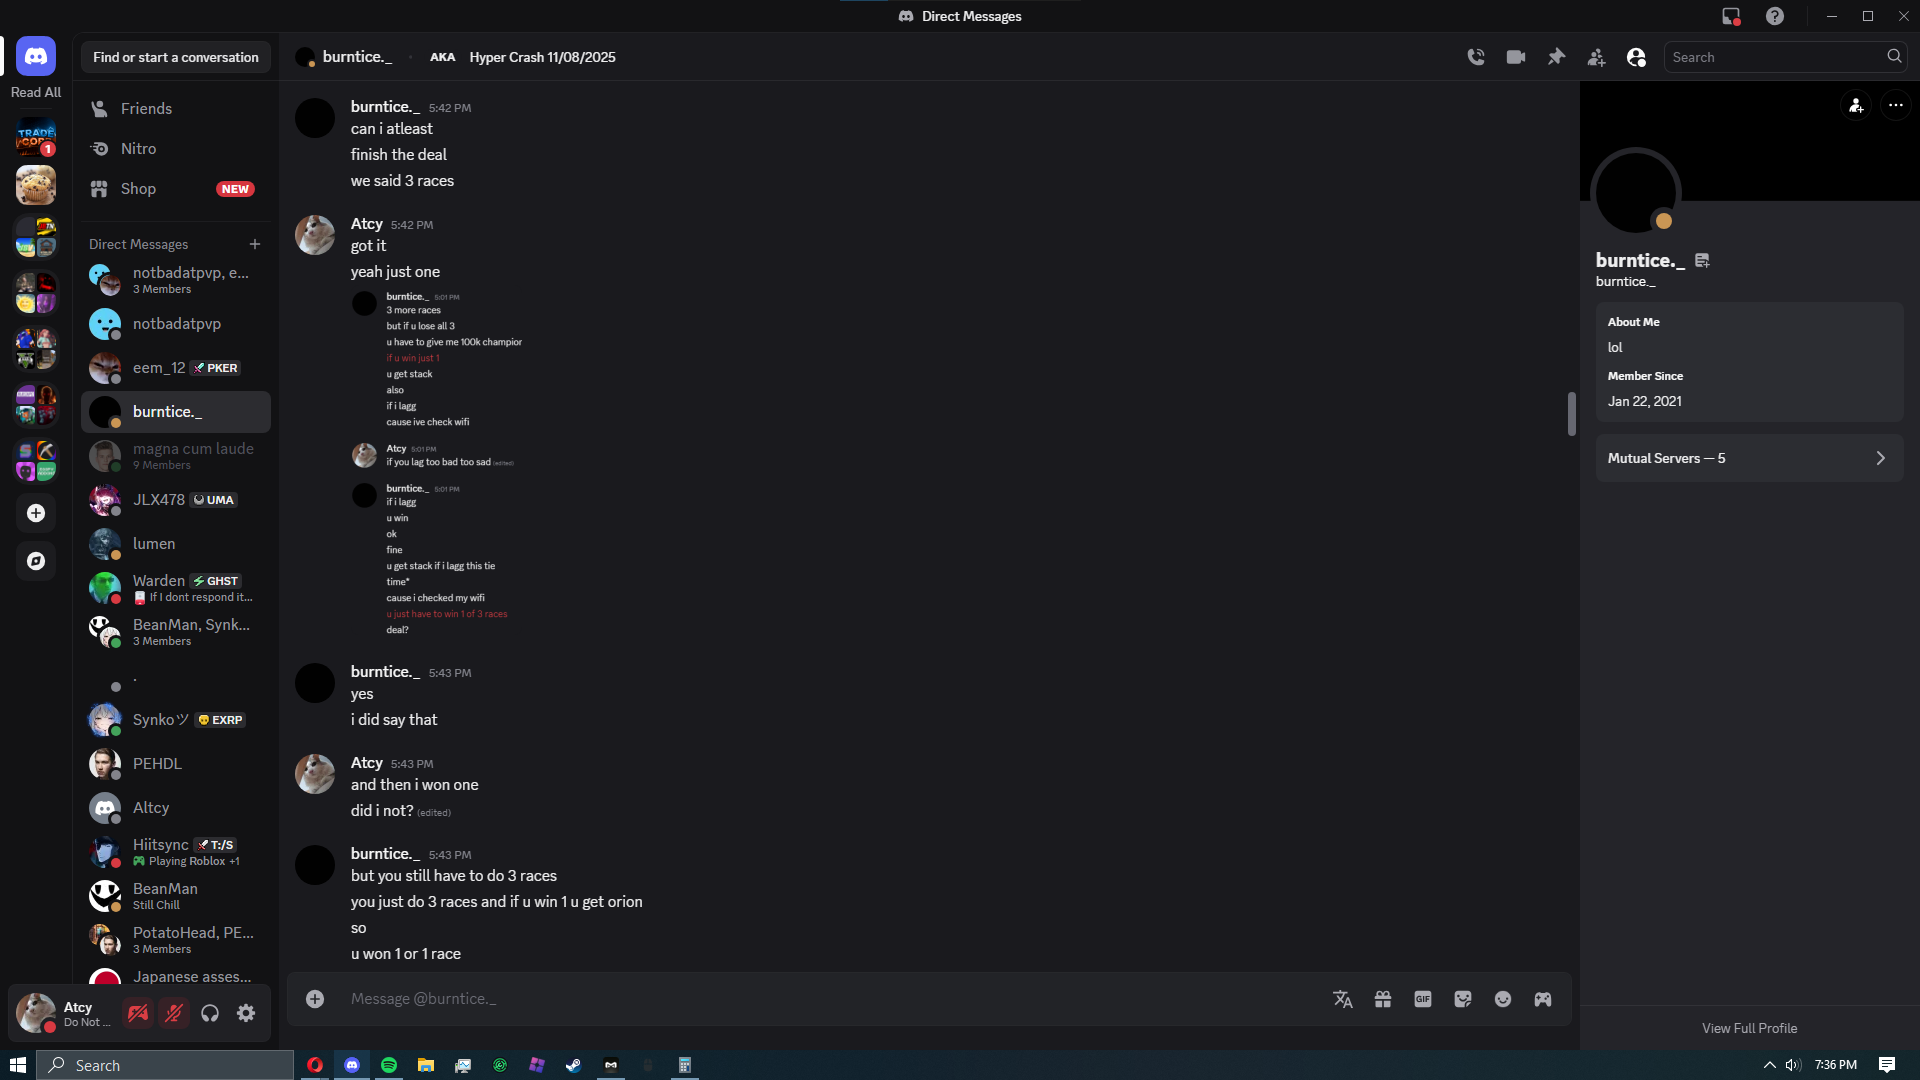 Direct Messages
Read All
TRADE
CORE
1
Find or start a conversation
Friends
Nitro
Shop
NEW
Direct Messages
notbadatpvp, e...
3 Members
notbadatpvp
eem_12 PKER
burntice._
magna cum laude
9 Members
JLX478 UMA
lumen
Warden GHST
If I dont respond it...
BeanMan, Synk...
3 Members
.
Synkoツ EXRP
PEHDL
Altcy
Hiitsync T:/S
Playing Roblox +1
BeanMan
Still Chill
PotatoHead, PE...
3 Members
Japanese asses...
Atcy
Do Not ...
burntice._ AKA Hyper Crash 11/08/2025
Search
burntice._ 5:42 PM
can i atleast
finish the deal
we said 3 races
Atcy 5:42 PM
got it
yeah just one
burntice._ 5:01 PM
3 more races
but if u lose all 3
u have to give me 100k champior
if u win just 1
u get stack
also
if i lagg
cause ive check wifi
Atcy 5:01 PM
if you lag too bad too sad (edited)
burntice._ 5:01 PM
if i lagg
u win
ok
fine
u get stack if i lagg this tie
time*
cause i checked my wifi
u just have to win 1 of 3 races
deal?
burntice._ 5:43 PM
yes
i did say that
Atcy 5:43 PM
and then i won one
did i not? (edited)
burntice._ 5:43 PM
but you still have to do 3 races
you just do 3 races and if u win 1 u get orion
so
u won 1 or 1 race
Message @burntice._
GIF
burntice._
burntice._
About Me
lol
Member Since
Jan 22, 2021
Mutual Servers — 5
View Full Profile
Search
7:36 PM